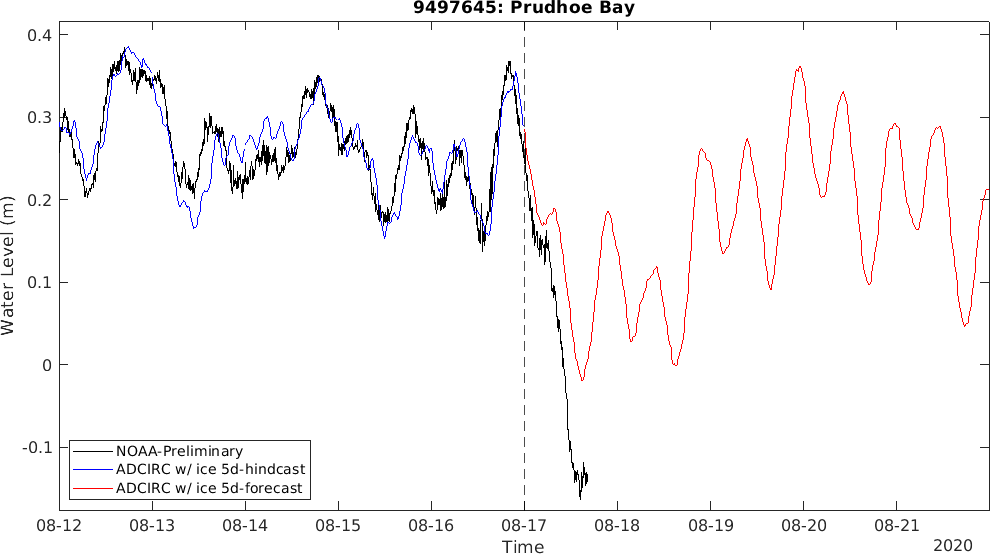 9497645: Prudhoe Bay
Water Level (m)
0.4
0.3
0.2
0.1
0
-0.1
NOAA-Preliminary
ADCIRC w/ ice 5d-hindcast
ADCIRC w/ ice 5d-forecast
08-12 08-13 08-14 08-15 08-16 08-17 08-18 08-19 08-20 08-21
Time
2020